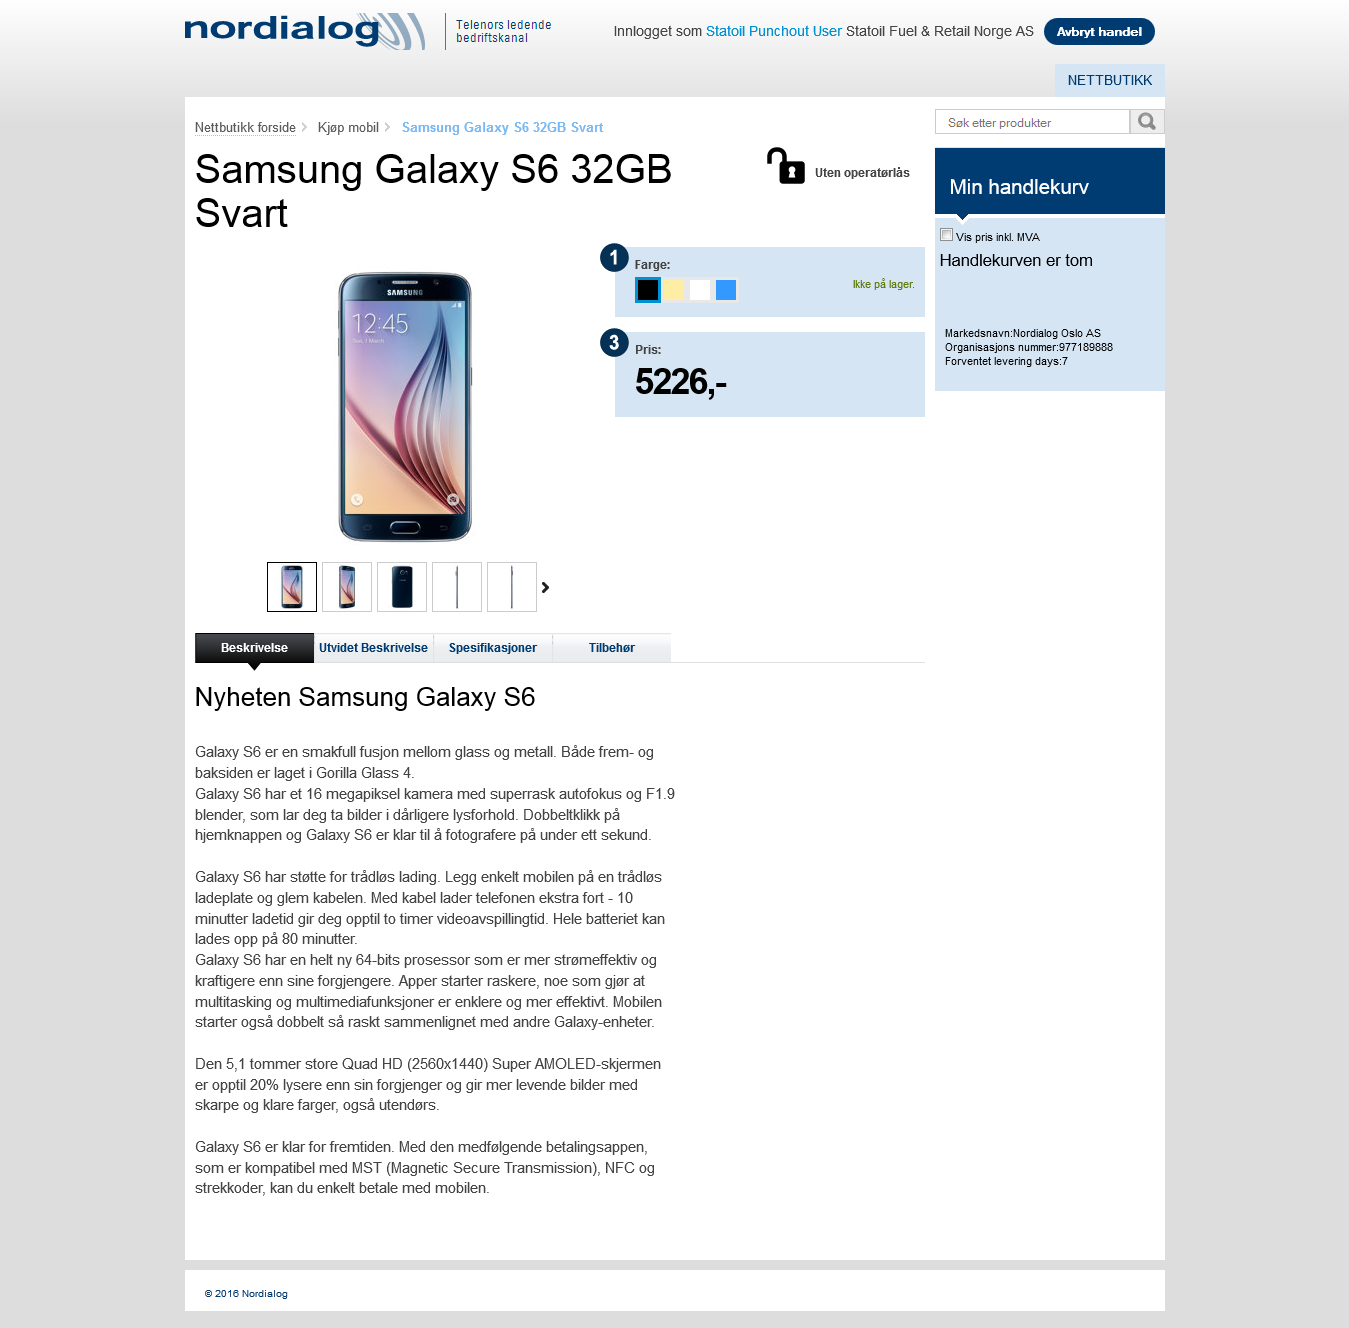 nordialog
Telenors ledende
bedriftskanal
Innlogget som Statoil Punchout User Statoil Fuel & Retail Norge AS
Avbryt handel
NETTBUTIKK
Nettbutikk forside
Kjøp mobil
Samsung Galaxy S6 32GB Svart
Søk etter produkter
Samsung Galaxy S6 32GB
Svart
Uten operatørlås
Min handlekurv
Vis pris inkl. MVA
Handlekurven er tom
1
Farge:
Ikke på lager.
SAMSUNG
12:45
Sun, 1 March
3
Pris:
5226,-
Markedsnavn:Nordialog Oslo AS
Organisasjons nummer:977189888
Forventet levering days:7
Beskrivelse
Utvidet Beskrivelse
Spesifikasjoner
Tilbehør
Nyheten Samsung Galaxy S6
Galaxy S6 er en smakfull fusjon mellom glass og metall. Både frem- og
baksiden er laget i Gorilla Glass 4.
Galaxy S6 har et 16 megapiksel kamera med superrask autofokus og F1.9
blender, som lar deg ta bilder i dårligere lysforhold. Dobbeltklikk på
hjemknappen og Galaxy S6 er klar til å fotografere på under ett sekund.
Galaxy S6 har støtte for trådløs lading. Legg enkelt mobilen på en trådløs
ladeplate og glem kabelen. Med kabel lader telefonen ekstra fort - 10
minutter ladetid gir deg opptil to timer videoavspillingtid. Hele batteriet kan
lades opp på 80 minutter.
Galaxy S6 har en helt ny 64-bits prosessor som er mer strømeffektiv og
kraftigere enn sine forgjengere. Apper starter raskere, noe som gjør at
multitasking og multimediafunksjoner er enklere og mer effektivt. Mobilen
starter også dobbelt så raskt sammenlignet med andre Galaxy-enheter.
Den 5,1 tommer store Quad HD (2560x1440) Super AMOLED-skjermen
er opptil 20% lysere enn sin forgjenger og gir mer levende bilder med
skarpe og klare farger, også utendørs.
Galaxy S6 er klar for fremtiden. Med den medfølgende betalingsappen,
som er kompatibel med MST (Magnetic Secure Transmission), NFC og
strekkoder, kan du enkelt betale med mobilen.
© 2016 Nordialog